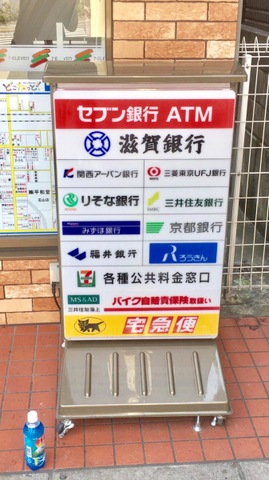 セブン銀行 ATM
滋賀銀行
関西アーバン銀行
三菱東京UFJ銀行
りそな銀行
三井住友銀行
みずほ銀行
京都銀行
福井銀行
ろうきん
各種公共料金窓口
MS&AD
三井住友海上
バイク自賠責保険取扱い
宅急便